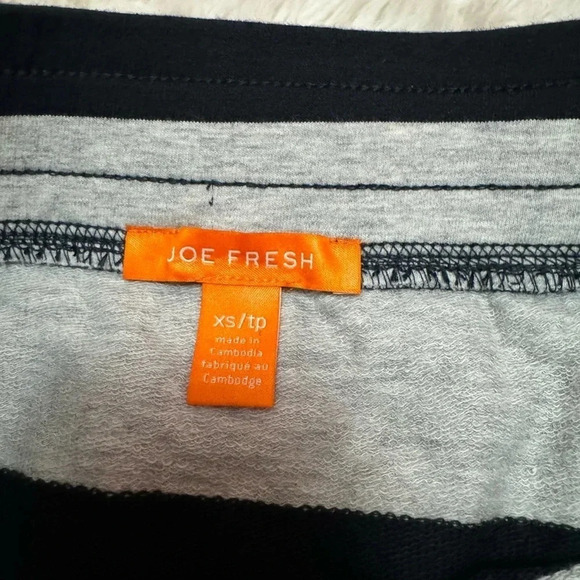 JOE FRESH
xs/tp
made in
Cambodia
fabriqué au
Cambodge